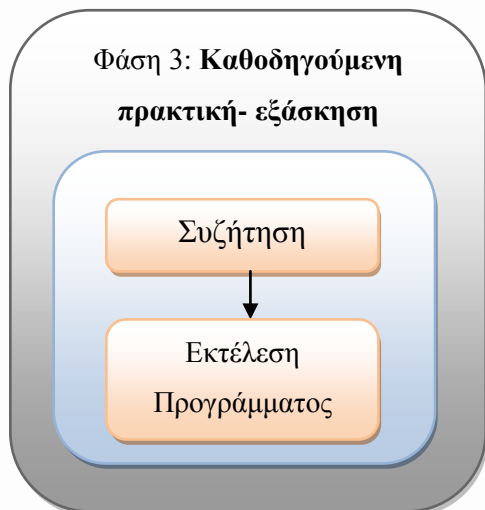 Φάση 3: Καθοδηγούμενη
πρακτική- εξάσκηση
Συζήτηση
Εκτέλεση
Προγράμματος